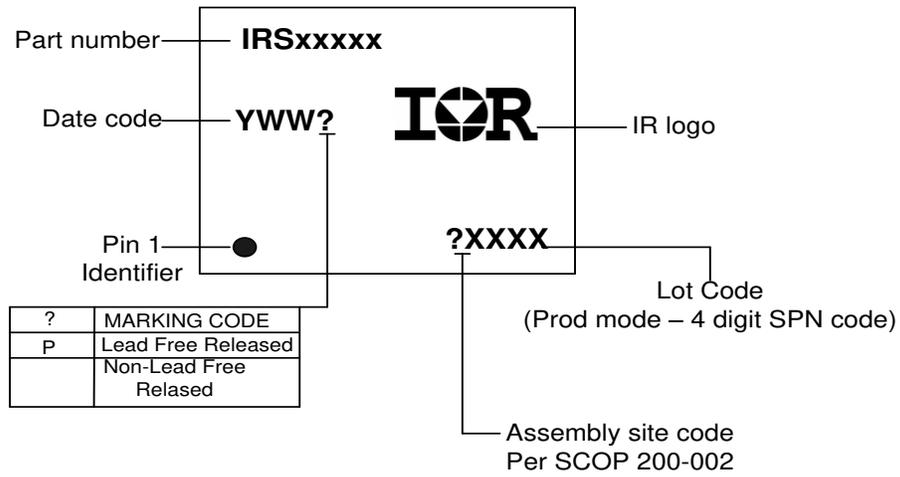 Part number
IRSxxxxx
Date code
YWW?
IOR
IR logo
Pin 1
Identifier
?XXXX
Lot Code
(Prod mode – 4 digit SPN code)
? MARKING CODE
P Lead Free Released
Non-Lead Free
Relased
Assembly site code
Per SCOP 200-002